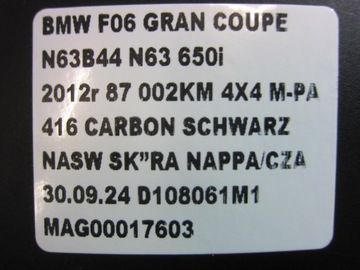 BMW F06 GRAN COUPE
N63B44 N63 650i
2012r 87 002KM 4X4 M-PA
416 CARBON SCHWARZ
NASW SK"RA NAPPA/CZA
30.09.24 D108061M1
MAG00017603